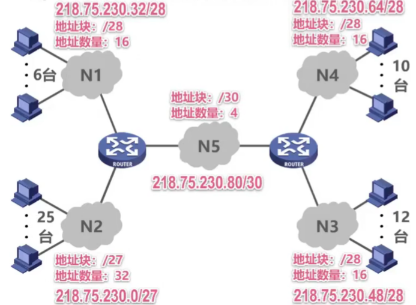 218.75.230.32/28
地址块：/28
地址数量：16
6台
N1
218.75.230.64/28
地址块：/28
地址数量：16
N4
10
台
地址块：/30
地址数量：4
N5
ROUTER
ROUTER
218.75.230.80/30
25
台
N2
地址块：/27
地址数量：32
218.75.230.0/27
12
台
N3
地址块：/28
地址数量：16
218.75.230.48/28